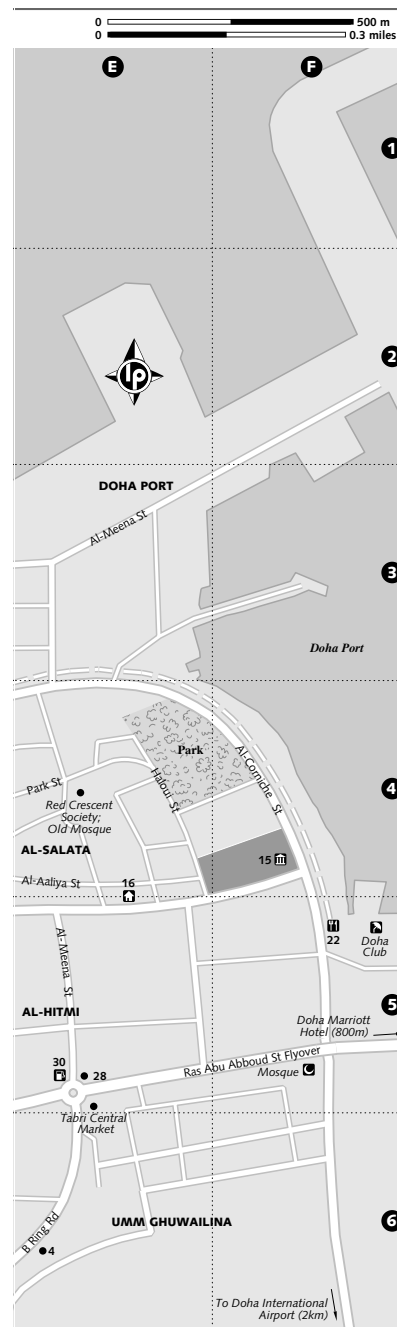 0 500 m
0 0.3 miles
E
F
1
2
lp
DOHA PORT
Al-Meena St
3
Doha Port
Park
Al-Corniche St
Haloul St
Park St
4
Red Crescent
Society;
Old Mosque
AL-SALATA
15
Al-Aaliya St
16
22
Doha
Club
Al-Meena St
5
AL-HITMI
Doha Marriott
Hotel (800m)
30
28
Ras Abu Abboud St Flyover
Mosque
Tabri Central
Market
UMM GHUWAILINA
6
B Ring Rd
4
To Doha International
Airport (2km)